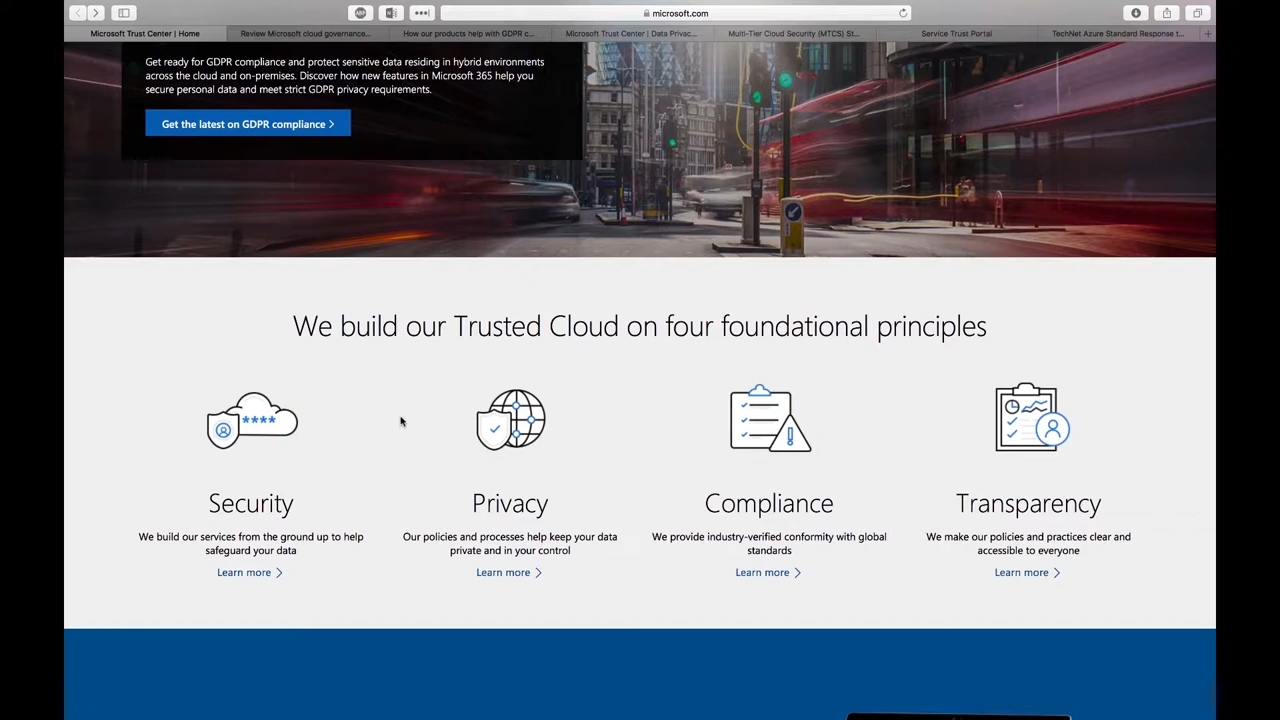 microsoft.com
Microsoft Trust Center | Home
Review Microsoft cloud governance...
How our products help with GDPR c...
Microsoft Trust Center | Data Privac...
Multi-Tier Cloud Security (MTCS) St...
Service Trust Portal
TechNet Azure Standard Response t...
Get ready for GDPR compliance and protect sensitive data residing in hybrid environments
across the cloud and on-premises. Discover how new features in Microsoft 365 help you
secure personal data and meet strict GDPR privacy requirements.
Get the latest on GDPR compliance >
We build our Trusted Cloud on four foundational principles
****
Security
We build our services from the ground up to help
safeguard your data
Learn more >
Privacy
Our policies and processes help keep your data
private and in your control
Learn more >
Compliance
We provide industry-verified conformity with global
standards
Learn more >
Transparency
We make our policies and practices clear and
accessible to everyone
Learn more >